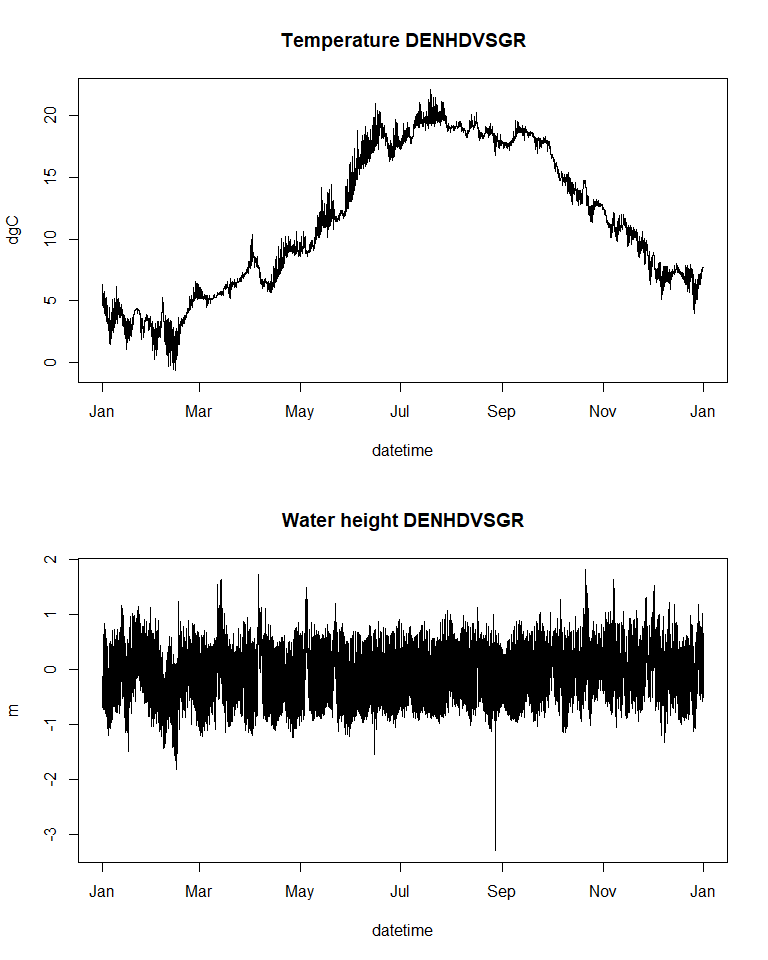 Temperature DENHDVSGR
20
15
10
5
0
dgC
Jan Mar May Jul Sep Nov Jan
datetime
Water height DENHDVSGR
2
1
0
-1
-2
-3
m
Jan Mar May Jul Sep Nov Jan
datetime